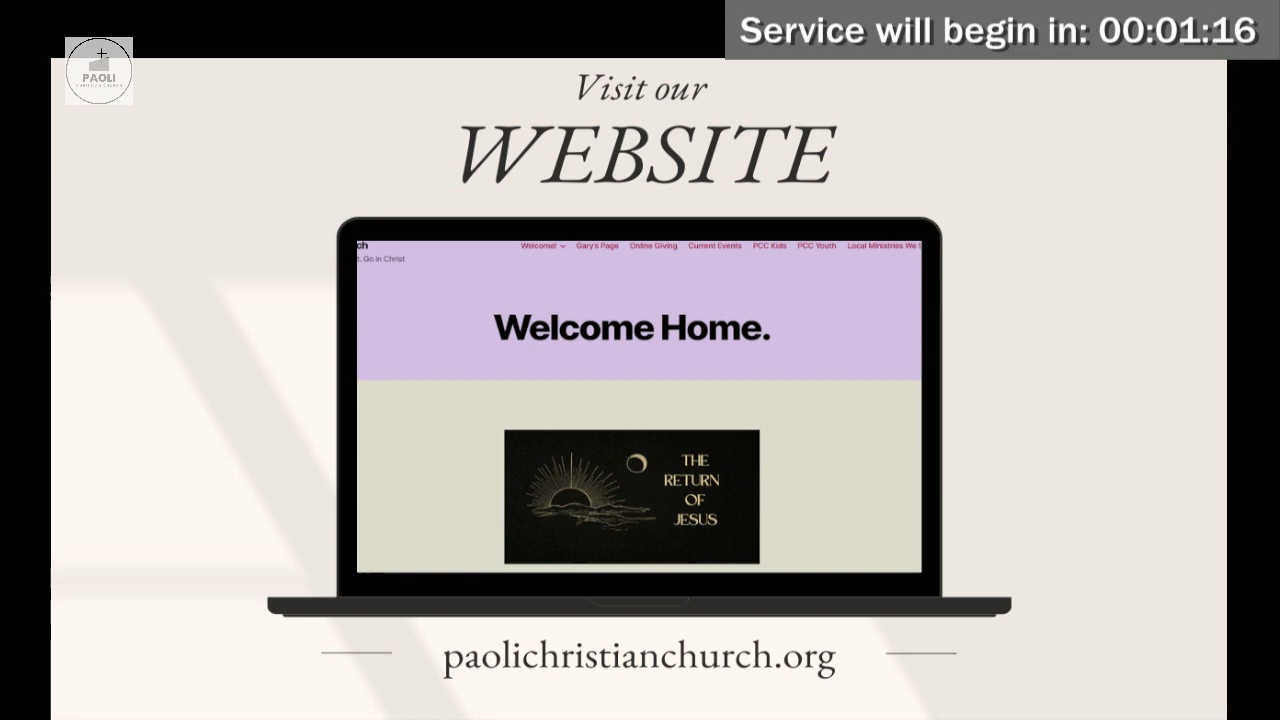 Service will begin in: 00:01:16
PAOLI
Visit our
WEBSITE
ch
Welcome! Gary's Page Online Giving Current Events PCC Kids PCC Youth Local Ministries We S
t. Go in Christ
Welcome Home.
THE
RETURN
OF
JESUS
paolichristianchurch.org